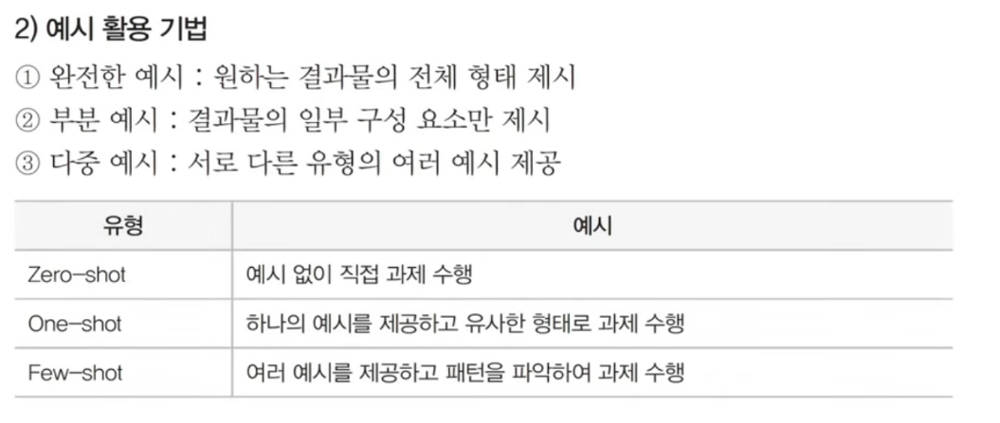 2) 예시 활용 기법
① 완전한 예시 : 원하는 결과물의 전체 형태 제시
② 부분 예시 : 결과물의 일부 구성 요소만 제시
③ 다중 예시 : 서로 다른 유형의 여러 예시 제공
유형 예시
Zero-shot 예시 없이 직접 과제 수행
One-shot 하나의 예시를 제공하고 유사한 형태로 과제 수행
Few-shot 여러 예시를 제공하고 패턴을 파악하여 과제 수행